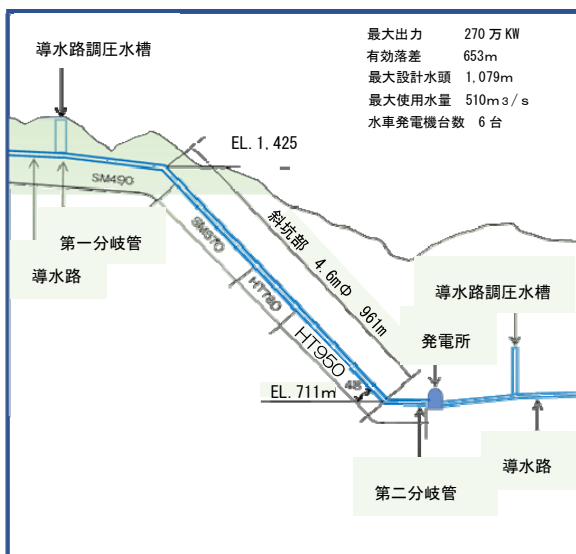 最大出力 270万KW
有効落差 653m
最大設計水頭 1,079m
最大使用水量 510m3/s
水車発電機台数 6台
導水路調圧水槽
EL.1,425
SM490
第一分岐管
導水路
SM570
HT780
HT950
斜坑部 4.6mΦ 961m
導水路調圧水槽
発電所
48
EL.711m
導水路
第二分岐管